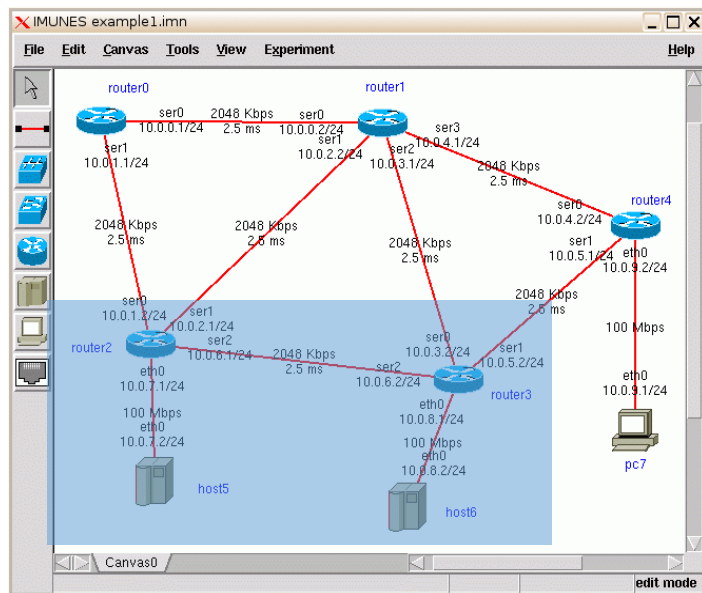 IMUNES example1.imn
File Edit Canvas Tools View Experiment Help
router0
router1
ser0
10.0.0.1/24
2048 Kbps
2.5 ms
ser0
10.0.0.2/24
ser3
10.0.4.1/24
ser1
10.0.1.1/24
ser1
10.0.2.2/24
ser2
10.0.3.1/24
2048 Kbps
2.5 ms
router4
ser0
10.0.4.2/24
2048 Kbps
2.5 ms
2048 Kbps
2.5 ms
2048 Kbps
2.5 ms
ser1
10.0.5.1/24
eth0
10.0.9.2/24
2048 Kbps
2.5 ms
ser0
10.0.1.2/24
ser1
10.0.2.1/24
router2
ser2
10.0.6.1/24
2048 Kbps
2.5 ms
ser0
10.0.3.2/24
ser1
10.0.5.2/24
100 Mbps
eth0
10.0.7.1/24
ser2
10.0.6.2/24
router3
eth0
10.0.9.1/24
100 Mbps
eth0
10.0.7.2/24
eth0
10.0.8.1/24
100 Mbps
eth0
10.0.8.2/24
pc7
host5
host6
Canvas0
edit mode